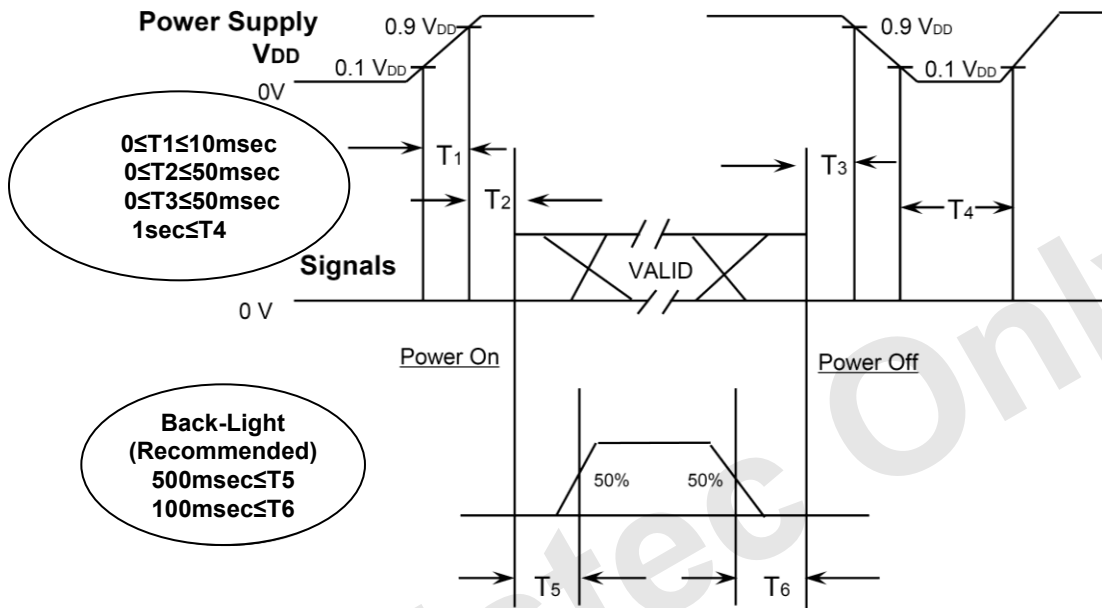 Power Supply
VDD
0.9 VDD
0.9 VDD
0.1 VDD
0.1 VDD
0V
0≤T1≤10msec
0≤T2≤50msec
0≤T3≤50msec
1sec≤T4
T1
T2
T3
T4
Signals
VALID
0 V
Power On
Power Off
Back-Light
(Recommended)
500msec≤T5
100msec≤T6
50%
50%
T5
T6